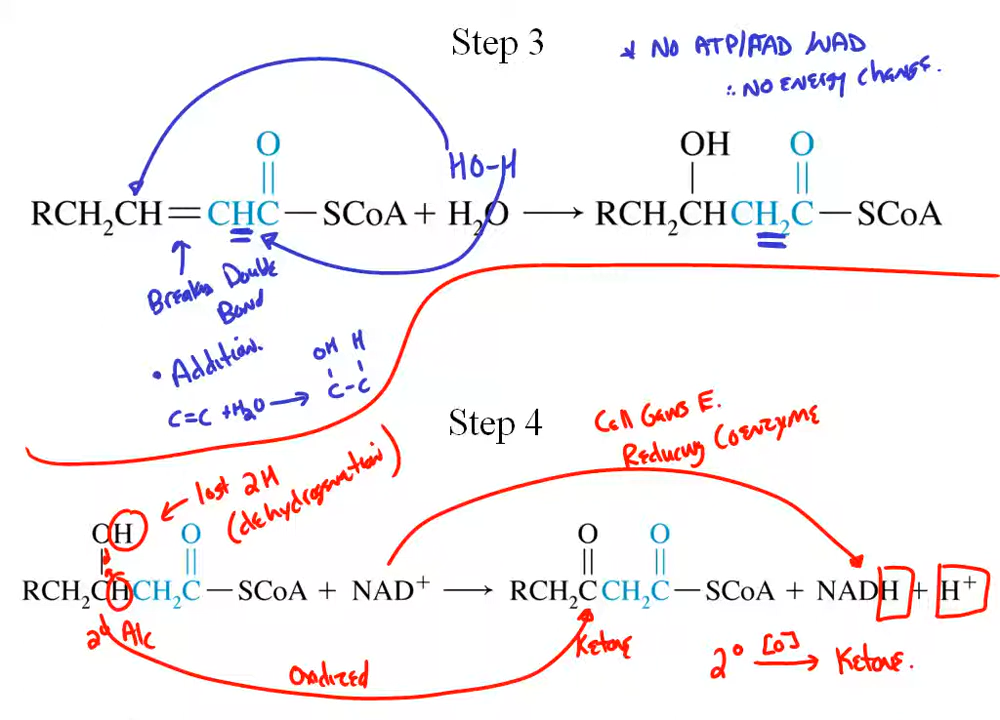 Step 3
* No ATP/FAD NAD
∴ NO ENERGY Change.
HO-H
O
RCH₂CH=CHC-SCoA + H₂O → RCH₂CHCH₂C-SCoA
OH O
Breaks Double
Bond
• Addition.
OH H
C=C + H₂O → C-C
Step 4
Cell Gains E.
Reducing Coenzyme
lost 2H
(dehydrogenation)
OH O
O O
RCH₂CHCH₂C-SCoA + NAD⁺ → RCH₂CCH₂C-SCoA + NADH + H⁺
2° Alc
Ketone
2° [O] → Ketone.
Oxidized